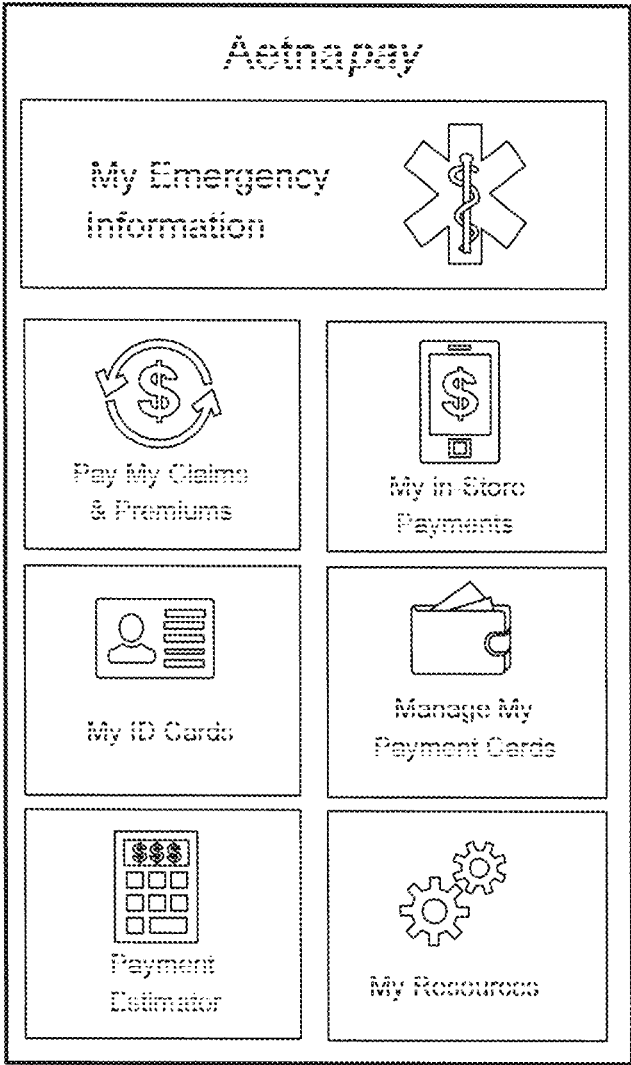 Aetnapay
My Emergency
Information
Pay My Claims
& Premiums
My In-Store
Payments
My ID Cards
Manage My
Payment Cards
$$$
Payment
Estimator
My Resources